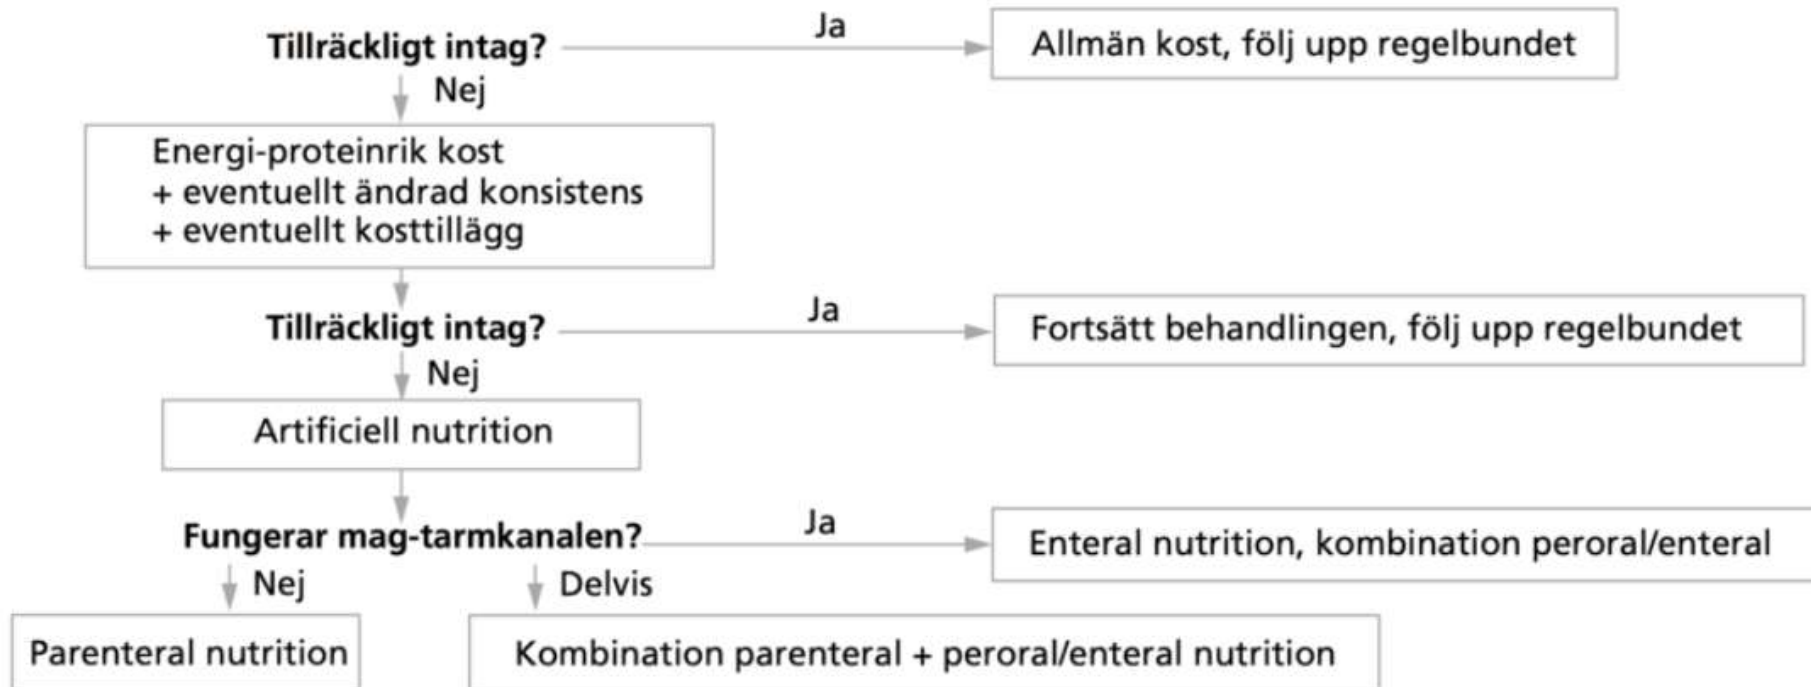 Tillräckligt intag?
Ja
Allmän kost, följ upp regelbundet
Nej
Energi-proteinrik kost
+ eventuellt ändrad konsistens
+ eventuellt kosttillägg
Tillräckligt intag?
Ja
Fortsätt behandlingen, följ upp regelbundet
Nej
Artificiell nutrition
Fungerar mag-tarmkanalen?
Ja
Enteral nutrition, kombination peroral/enteral
Nej
Delvis
Parenteral nutrition
Kombination parenteral + peroral/enteral nutrition